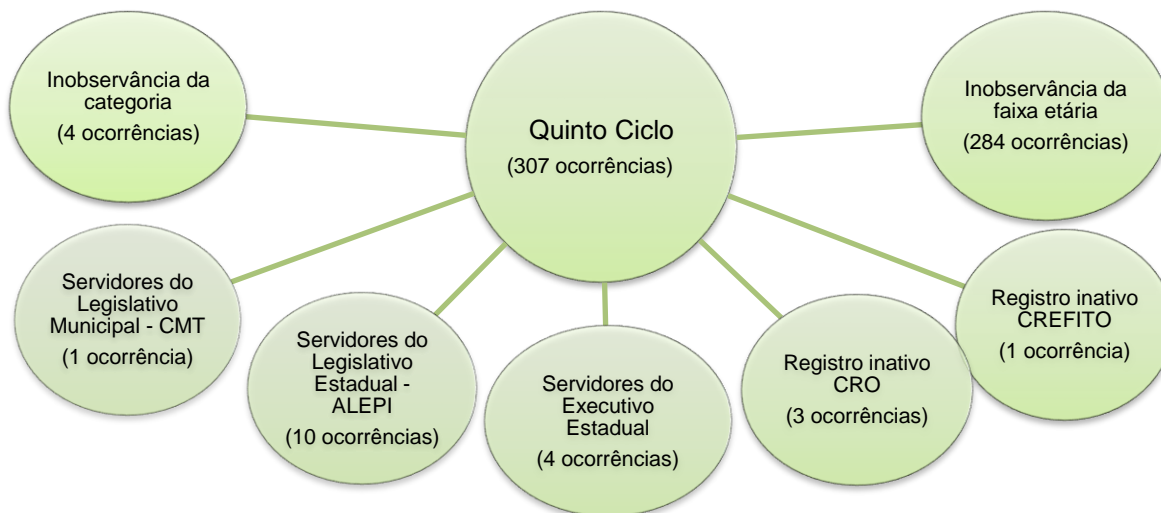 Inobservância da
categoria
(4 ocorrências)
Quinto Ciclo
(307 ocorrências)
Inobservância da
faixa etária
(284 ocorrências)
Servidores do
Legislativo
Municipal - CMT
(1 ocorrência)
Servidores do
Legislativo
Estadual -
ALEPI
(10 ocorrências)
Servidores do
Executivo
Estadual
(4 ocorrências)
Registro inativo
CRO
(3 ocorrências)
Registro inativo
CREFITO
(1 ocorrência)